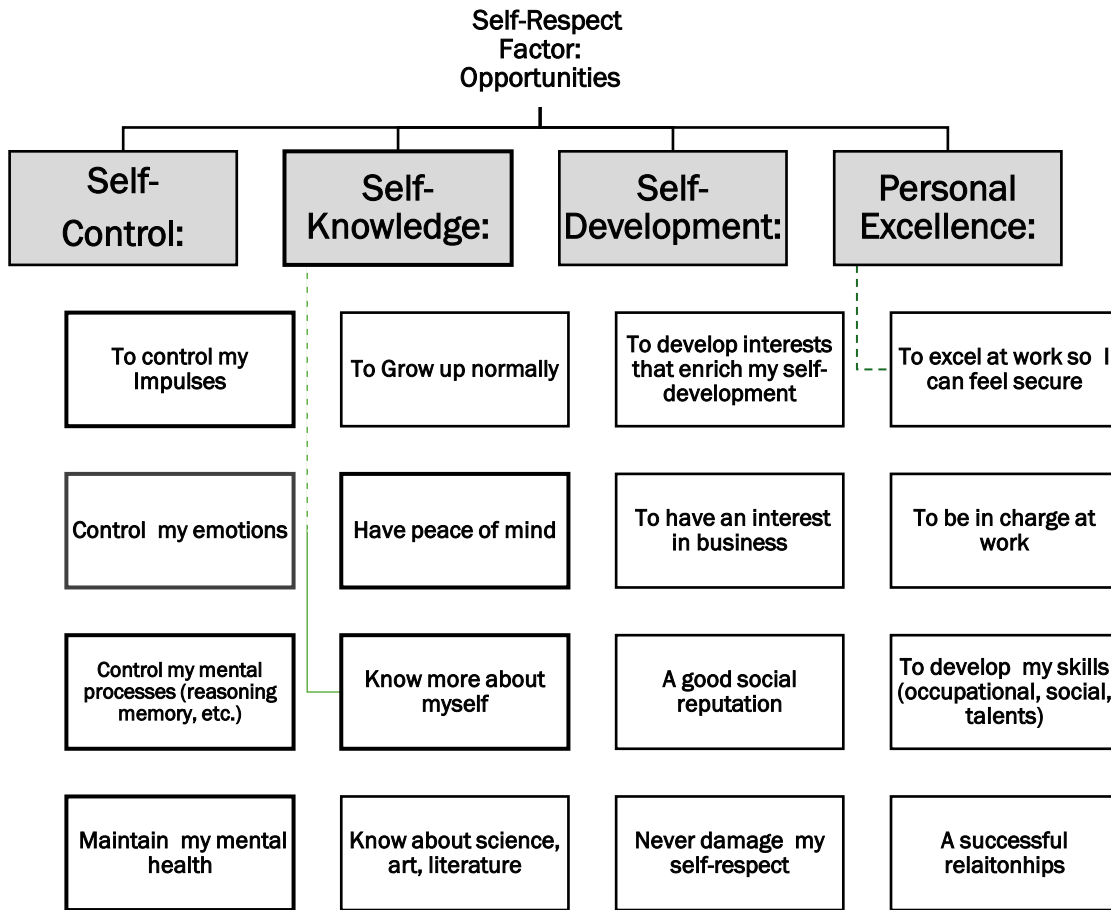 Self-Respect
Factor:
Opportunities
Self-
Control:
Self-
Knowledge:
Self-
Development:
Personal
Excellence:
To control my
Impulses
To Grow up normally
To develop interests
that enrich my self-
development
To excel at work so I
can feel secure
Control my emotions
Have peace of mind
To have an interest
in business
To be in charge at
work
Control my mental
processes (reasoning
memory, etc.)
Know more about
myself
A good social
reputation
To develop my skills
(occupational, social,
talents)
Maintain my mental
health
Know about science,
art, literature
Never damage my
self-respect
A successful
relaitonhips